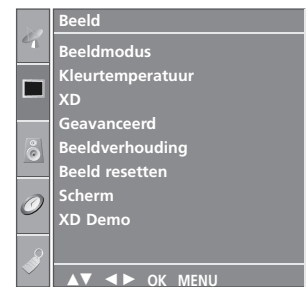 Beeld
Beeldmodus
Kleurtemperatuur
XD
Geavanceerd
Beeldverhouding
Beeld resetten
Scherm
XD Demo
▲▼ ◄► OK MENU